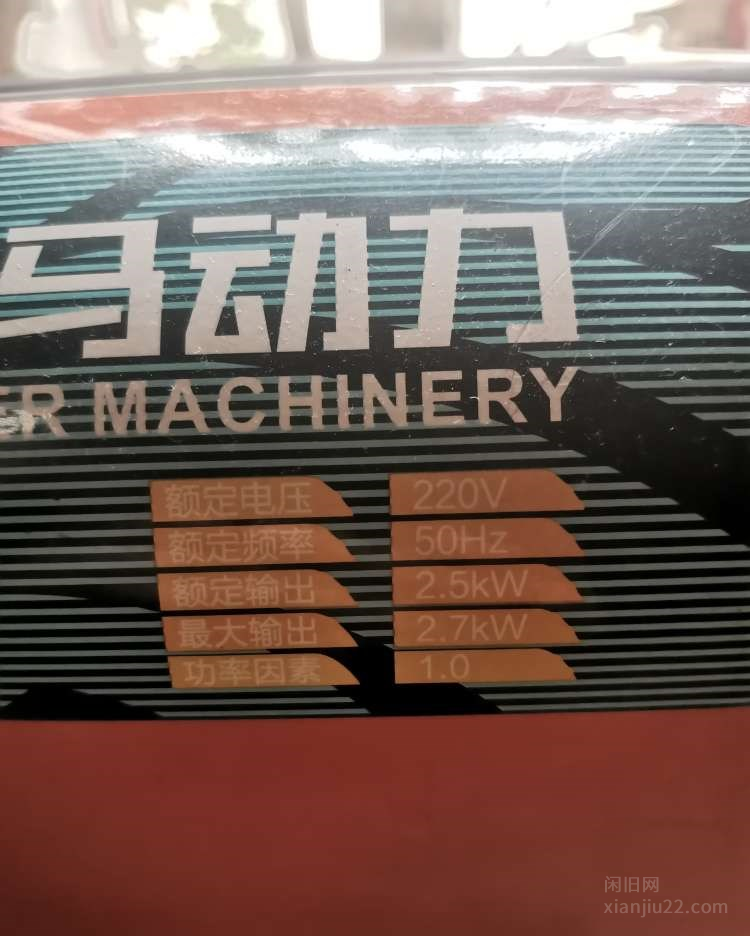 马动力
ER MACHINERY
额定电压 220V
额定频率 50Hz
额定输出 2.5kW
最大输出 2.7kW
功率因素 1.0
闲旧网
xianjiu22.com